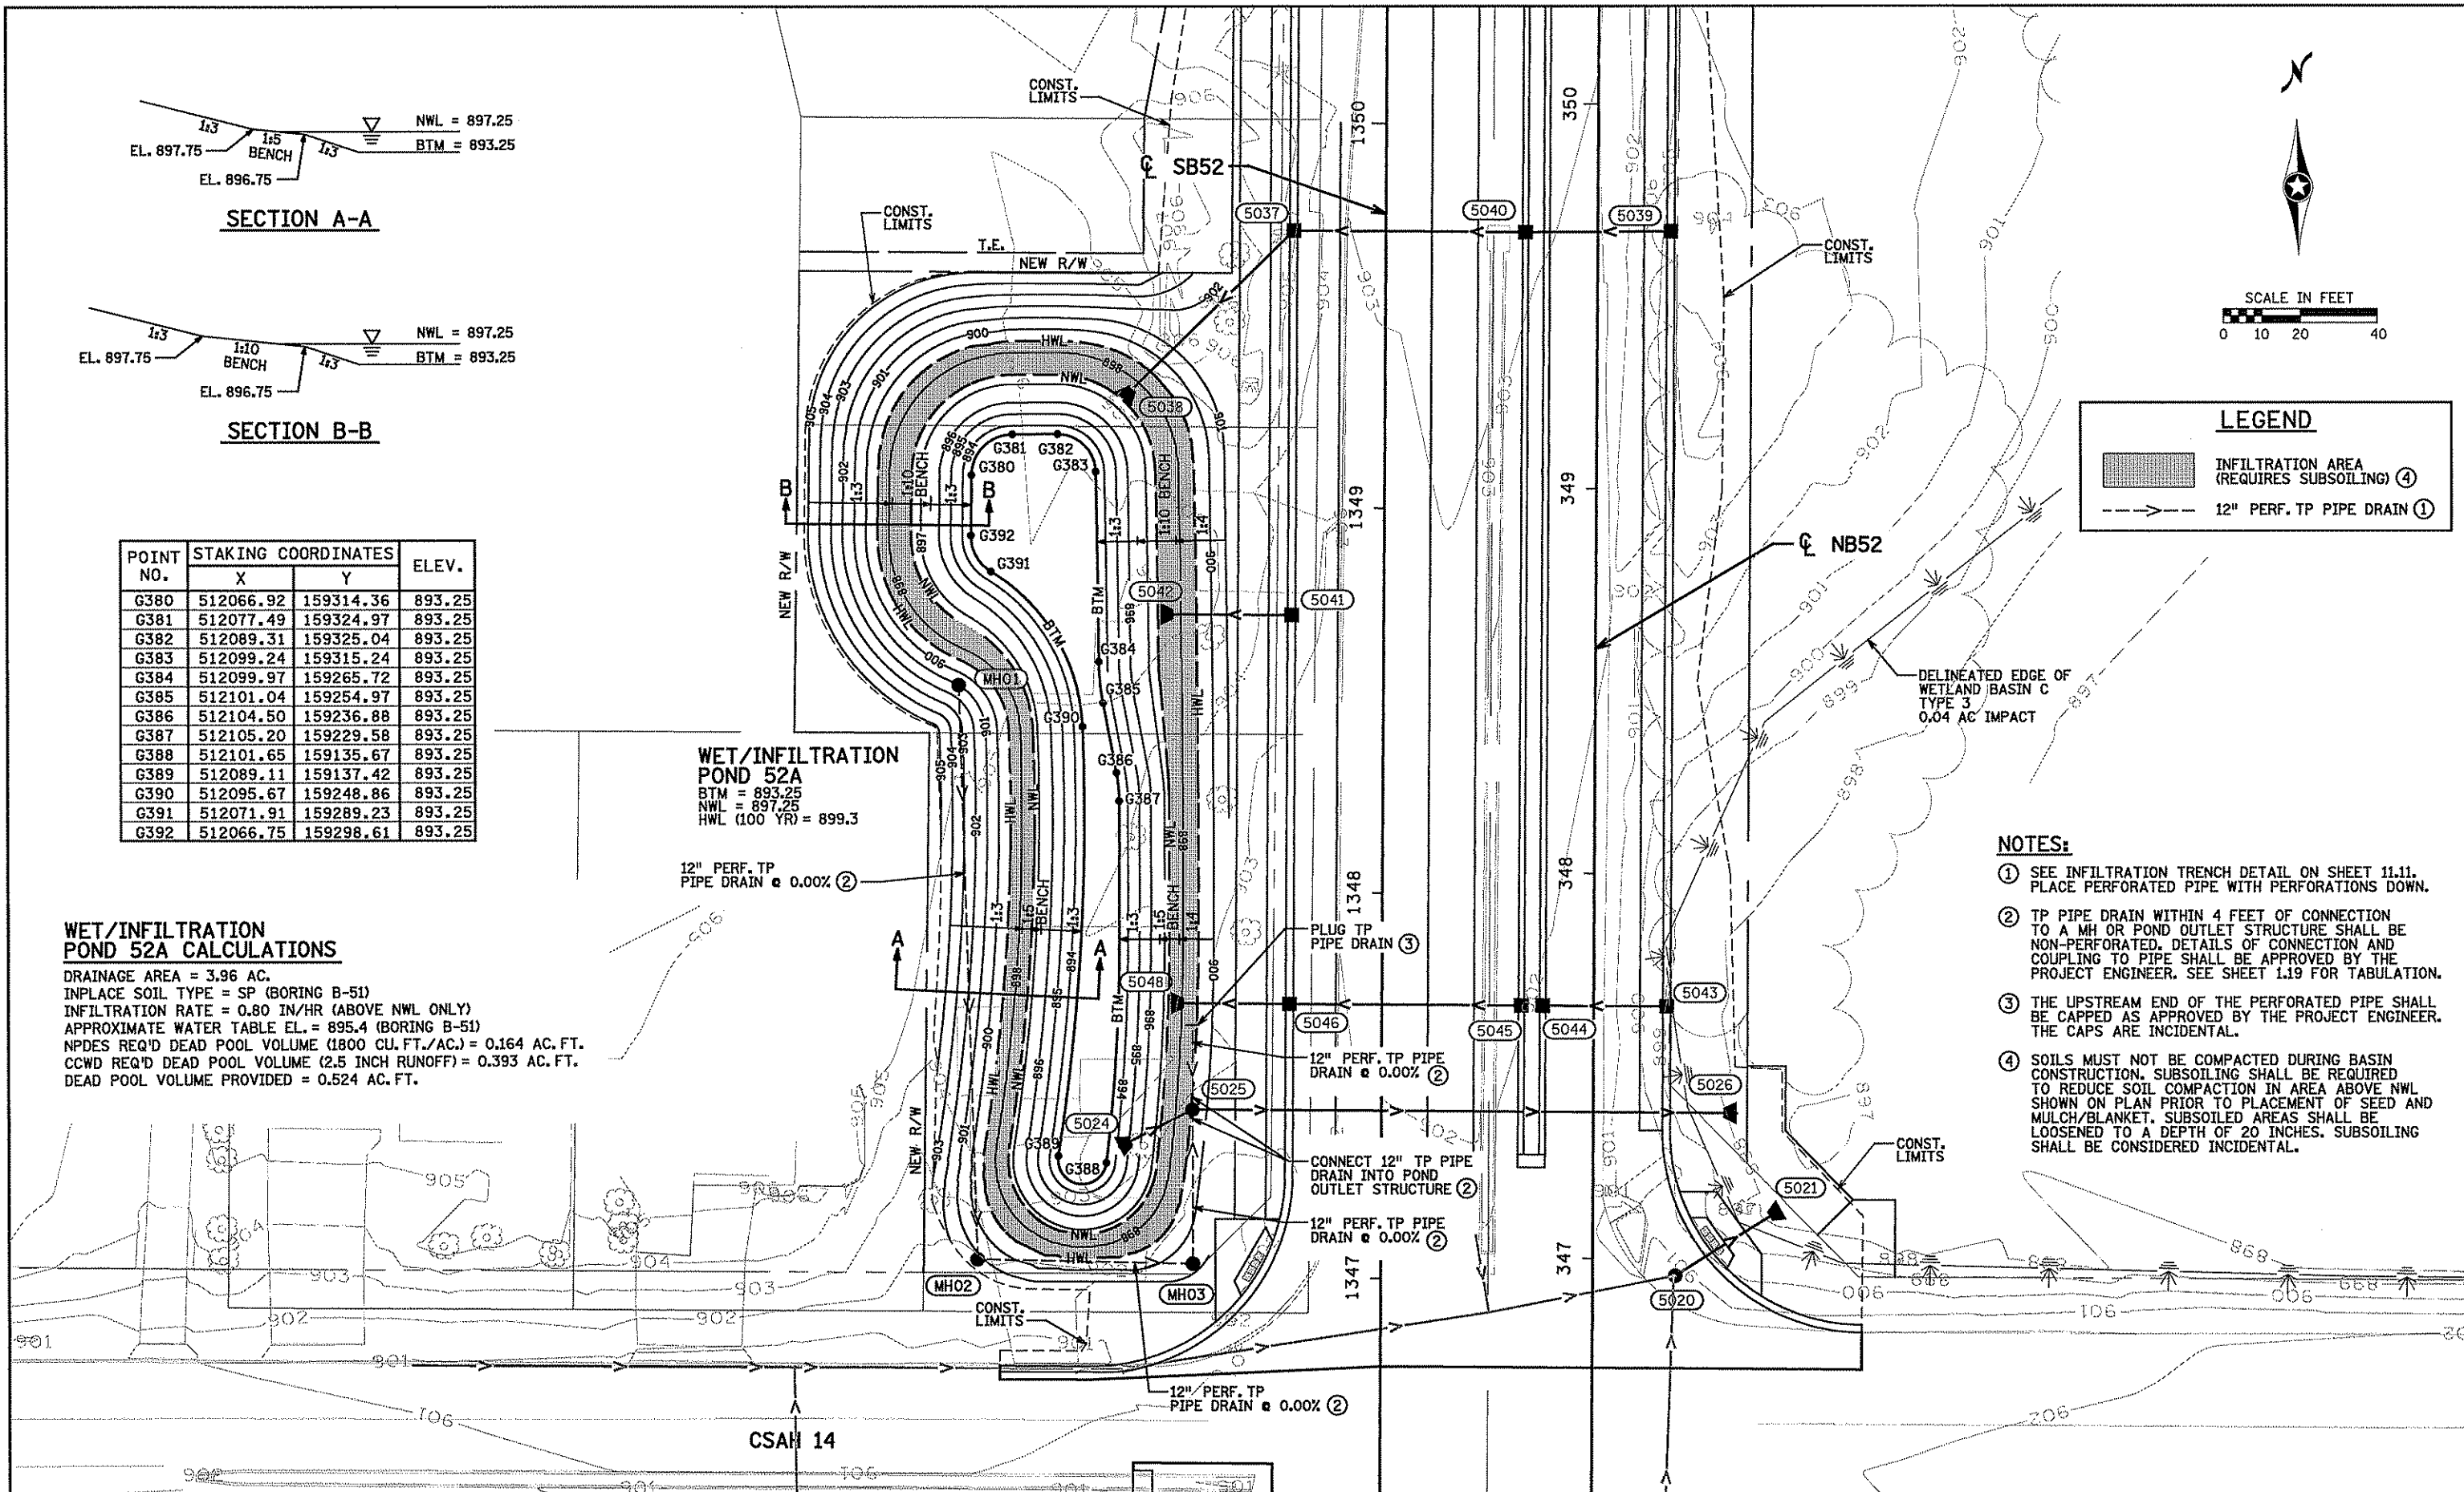 1:3
1:5
BENCH
1:3
NWL = 897.25
BTM = 893.25
EL. 897.75
EL. 896.75
SECTION A-A
1:3
1:10
BENCH
1:3
NWL = 897.25
BTM = 893.25
EL. 897.75
EL. 896.75
SECTION B-B
POINT NO. STAKING COORDINATES ELEV.
X Y
G380 512066.92 159314.36 893.25
G381 512077.49 159324.97 893.25
G382 512089.31 159325.04 893.25
G383 512099.24 159315.24 893.25
G384 512099.97 159265.72 893.25
G385 512101.04 159254.97 893.25
G386 512104.50 159236.88 893.25
G387 512105.20 159229.58 893.25
G388 512101.65 159135.67 893.25
G389 512089.11 159137.42 893.25
G390 512095.67 159248.86 893.25
G391 512071.91 159289.23 893.25
G392 512066.75 159298.61 893.25
WET/INFILTRATION
POND 52A CALCULATIONS
DRAINAGE AREA = 3.96 AC.
INPLACE SOIL TYPE = SP (BORING B-51)
INFILTRATION RATE = 0.80 IN/HR (ABOVE NWL ONLY)
APPROXIMATE WATER TABLE EL. = 895.4 (BORING B-51)
NPDES REQ'D DEAD POOL VOLUME (1800 CU. FT./AC.) = 0.164 AC. FT.
CCWD REQ'D DEAD POOL VOLUME (2.5 INCH RUNOFF) = 0.393 AC. FT.
DEAD POOL VOLUME PROVIDED = 0.524 AC. FT.
CONST.
LIMITS
CONST.
LIMITS
T.E.
NEW R/W
℄ SB52
5037
5040
5039
CONST.
LIMITS
1350
350
N
SCALE IN FEET
0 10 20 40
LEGEND
INFILTRATION AREA
(REQUIRES SUBSOILING) ④
12" PERF. TP PIPE DRAIN ①
HWL
NWL
5038
G381
G382
G380
G383
B
B
G392
G391
NEW R/W
1349
349
℄ NB52
5042
5041
BTM
BTM
G384
G385
MH01
G390
G386
G387
WET/INFILTRATION
POND 52A
BTM = 893.25
NWL = 897.25
HWL (100 YR) = 899.3
12" PERF. TP
PIPE DRAIN @ 0.00% ②
DELINEATED EDGE OF
WETLAND BASIN C
TYPE 3
0.04 AC IMPACT
1348
348
PLUG TP
PIPE DRAIN ③
A
A
5048
5046
5045
5044
5043
12" PERF. TP PIPE
DRAIN @ 0.00% ②
5025
5026
5024
G389
G388
CONNECT 12" TP PIPE
DRAIN INTO POND
OUTLET STRUCTURE ②
12" PERF. TP PIPE
DRAIN @ 0.00% ②
NEW R/W
CONST.
LIMITS
5021
1347
347
MH02
MH03
5020
CONST.
LIMITS
12" PERF. TP
PIPE DRAIN @ 0.00% ②
CSAH 14
NOTES:
① SEE INFILTRATION TRENCH DETAIL ON SHEET 11.11.
PLACE PERFORATED PIPE WITH PERFORATIONS DOWN.
② TP PIPE DRAIN WITHIN 4 FEET OF CONNECTION
TO A MH OR POND OUTLET STRUCTURE SHALL BE
NON-PERFORATED. DETAILS OF CONNECTION AND
COUPLING TO PIPE SHALL BE APPROVED BY THE
PROJECT ENGINEER. SEE SHEET 1.19 FOR TABULATION.
③ THE UPSTREAM END OF THE PERFORATED PIPE SHALL
BE CAPPED AS APPROVED BY THE PROJECT ENGINEER.
THE CAPS ARE INCIDENTAL.
④ SOILS MUST NOT BE COMPACTED DURING BASIN
CONSTRUCTION. SUBSOILING SHALL BE REQUIRED
TO REDUCE SOIL COMPACTION IN AREA ABOVE NWL
SHOWN ON PLAN PRIOR TO PLACEMENT OF SEED AND
MULCH/BLANKET. SUBSOILED AREAS SHALL BE
LOOSENED TO A DEPTH OF 20 INCHES. SUBSOILING
SHALL BE CONSIDERED INCIDENTAL.